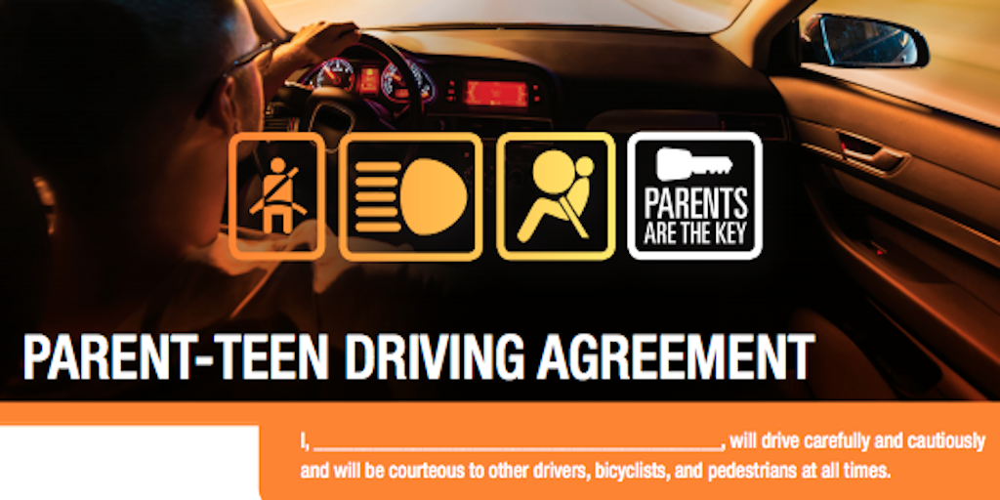 PARENTS
ARE THE KEY
PARENT-TEEN DRIVING AGREEMENT
I, ______________________________________, will drive carefully and cautiously
and will be courteous to other drivers, bicyclists, and pedestrians at all times.